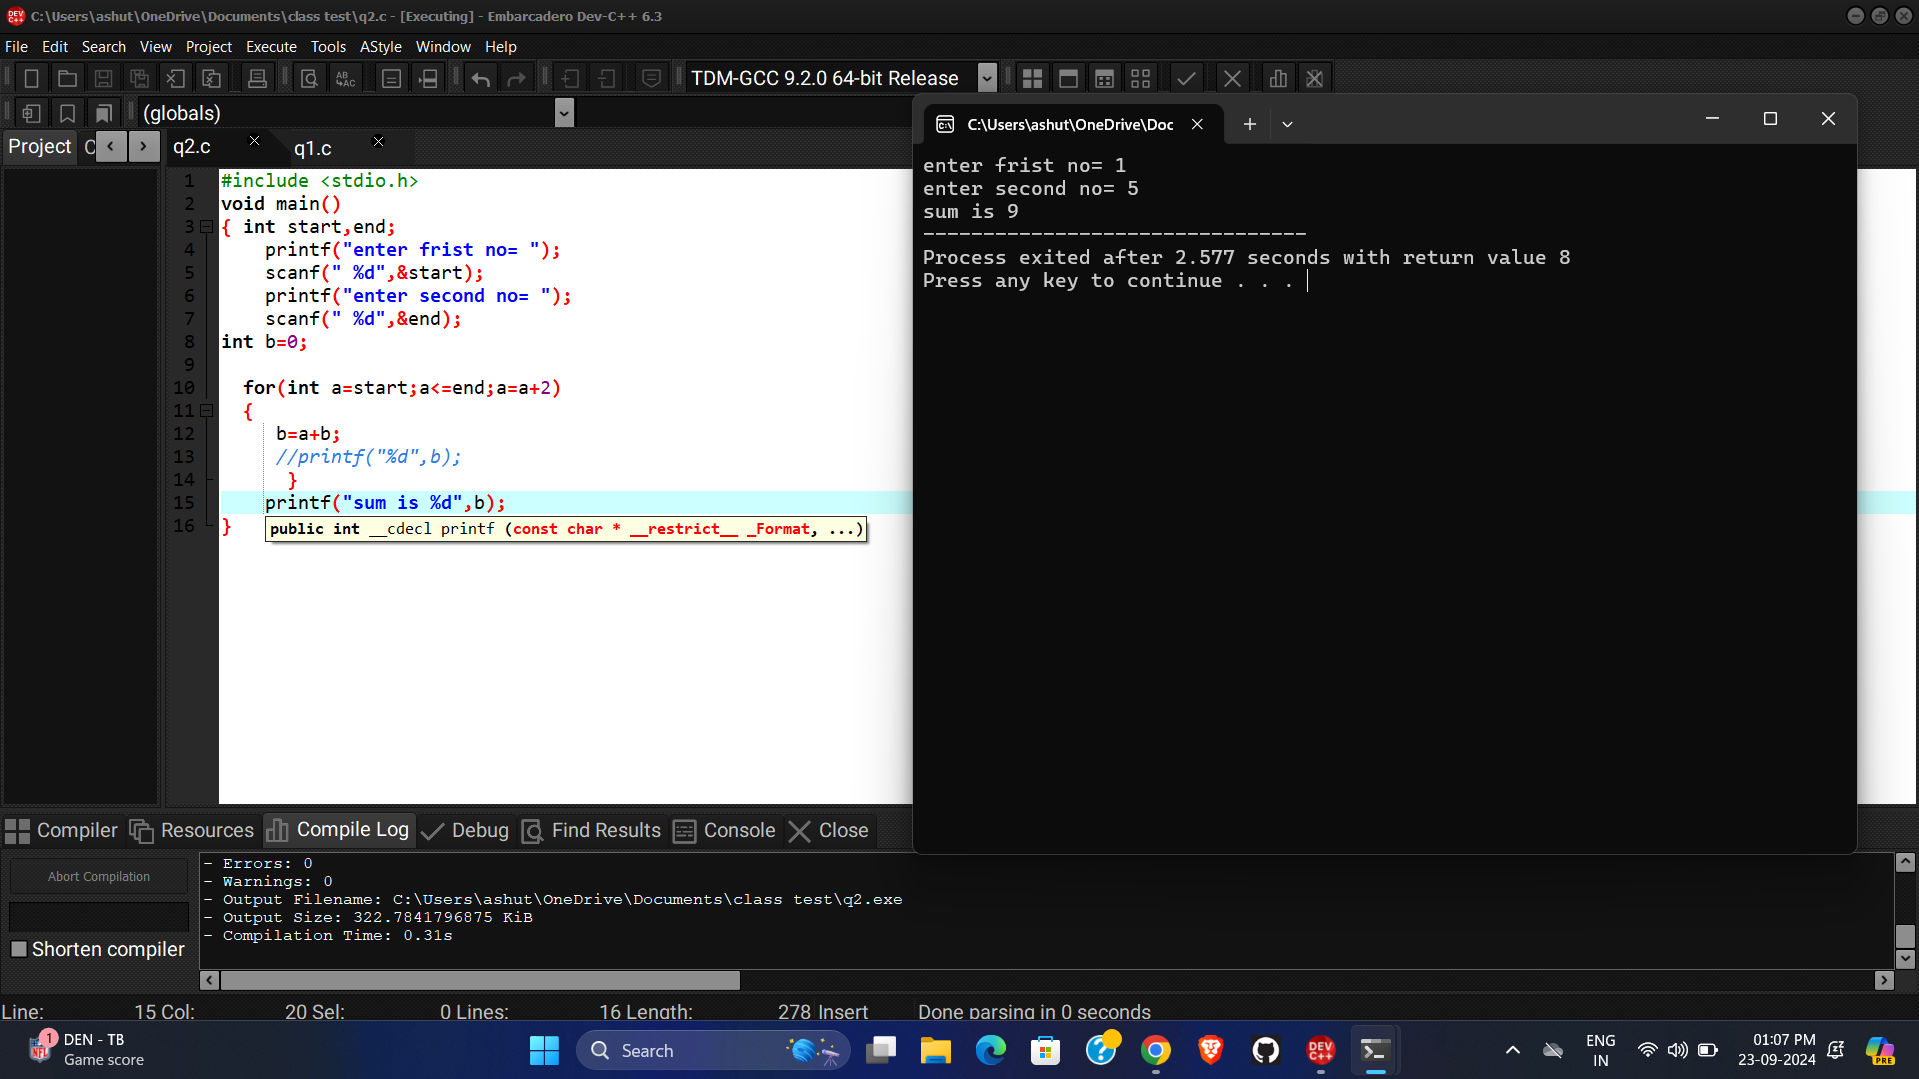 C:\Users\ashut\OneDrive\Documents\class test\q2.c - [Executing] - Embarcadero Dev-C++ 6.3
File Edit Search View Project Execute Tools AStyle Window Help
TDM-GCC 9.2.0 64-bit Release
(globals)
Project C q2.c q1.c
1 #include <stdio.h>
2 void main()
3 { int start,end;
4 printf("enter frist no= ");
5 scanf(" %d",&start);
6 printf("enter second no= ");
7 scanf(" %d",&end);
8 int b=0;
9
10 for(int a=start;a<=end;a=a+2)
11 {
12 b=a+b;
13 //printf("%d",b);
14 }
15 printf("sum is %d",b);
16 }
public int __cdecl printf (const char * __restrict__ _Format, ...)
C:\Users\ashut\OneDrive\Doc
enter frist no= 1
enter second no= 5
sum is 9
--------------------------------
Process exited after 2.577 seconds with return value 8
Press any key to continue . . .
Compiler Resources Compile Log Debug Find Results Console Close
Abort Compilation
Shorten compiler
- Errors: 0
- Warnings: 0
- Output Filename: C:\Users\ashut\OneDrive\Documents\class test\q2.exe
- Output Size: 322.7841796875 KiB
- Compilation Time: 0.31s
Line: 15 Col: 20 Sel: 0 Lines: 16 Length: 278 Insert Done parsing in 0 seconds
1 DEN - TB
Game score
Search
ENG
IN
01:07 PM
23-09-2024
PRE